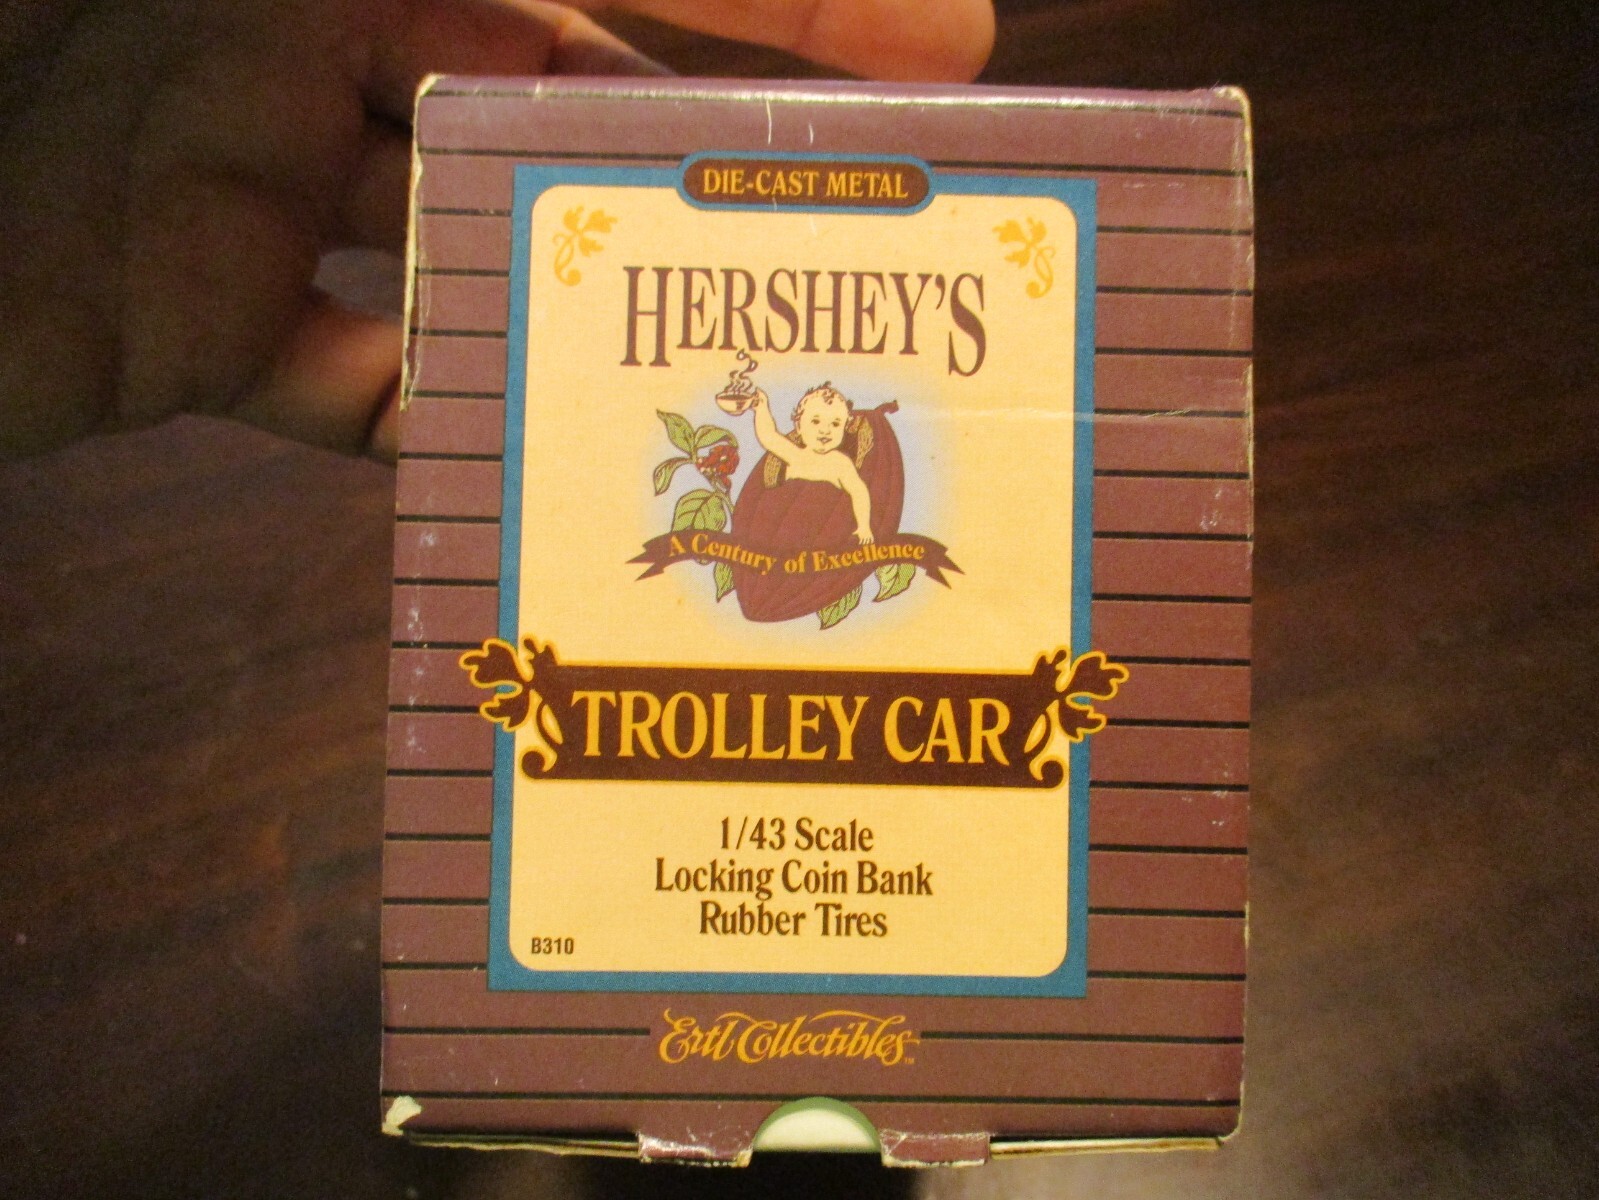 DIE-CAST METAL
HERSHEY'S
A Century of Excellence
TROLLEY CAR
1/43 Scale
Locking Coin Bank
Rubber Tires
B310
Ertl Collectibles™